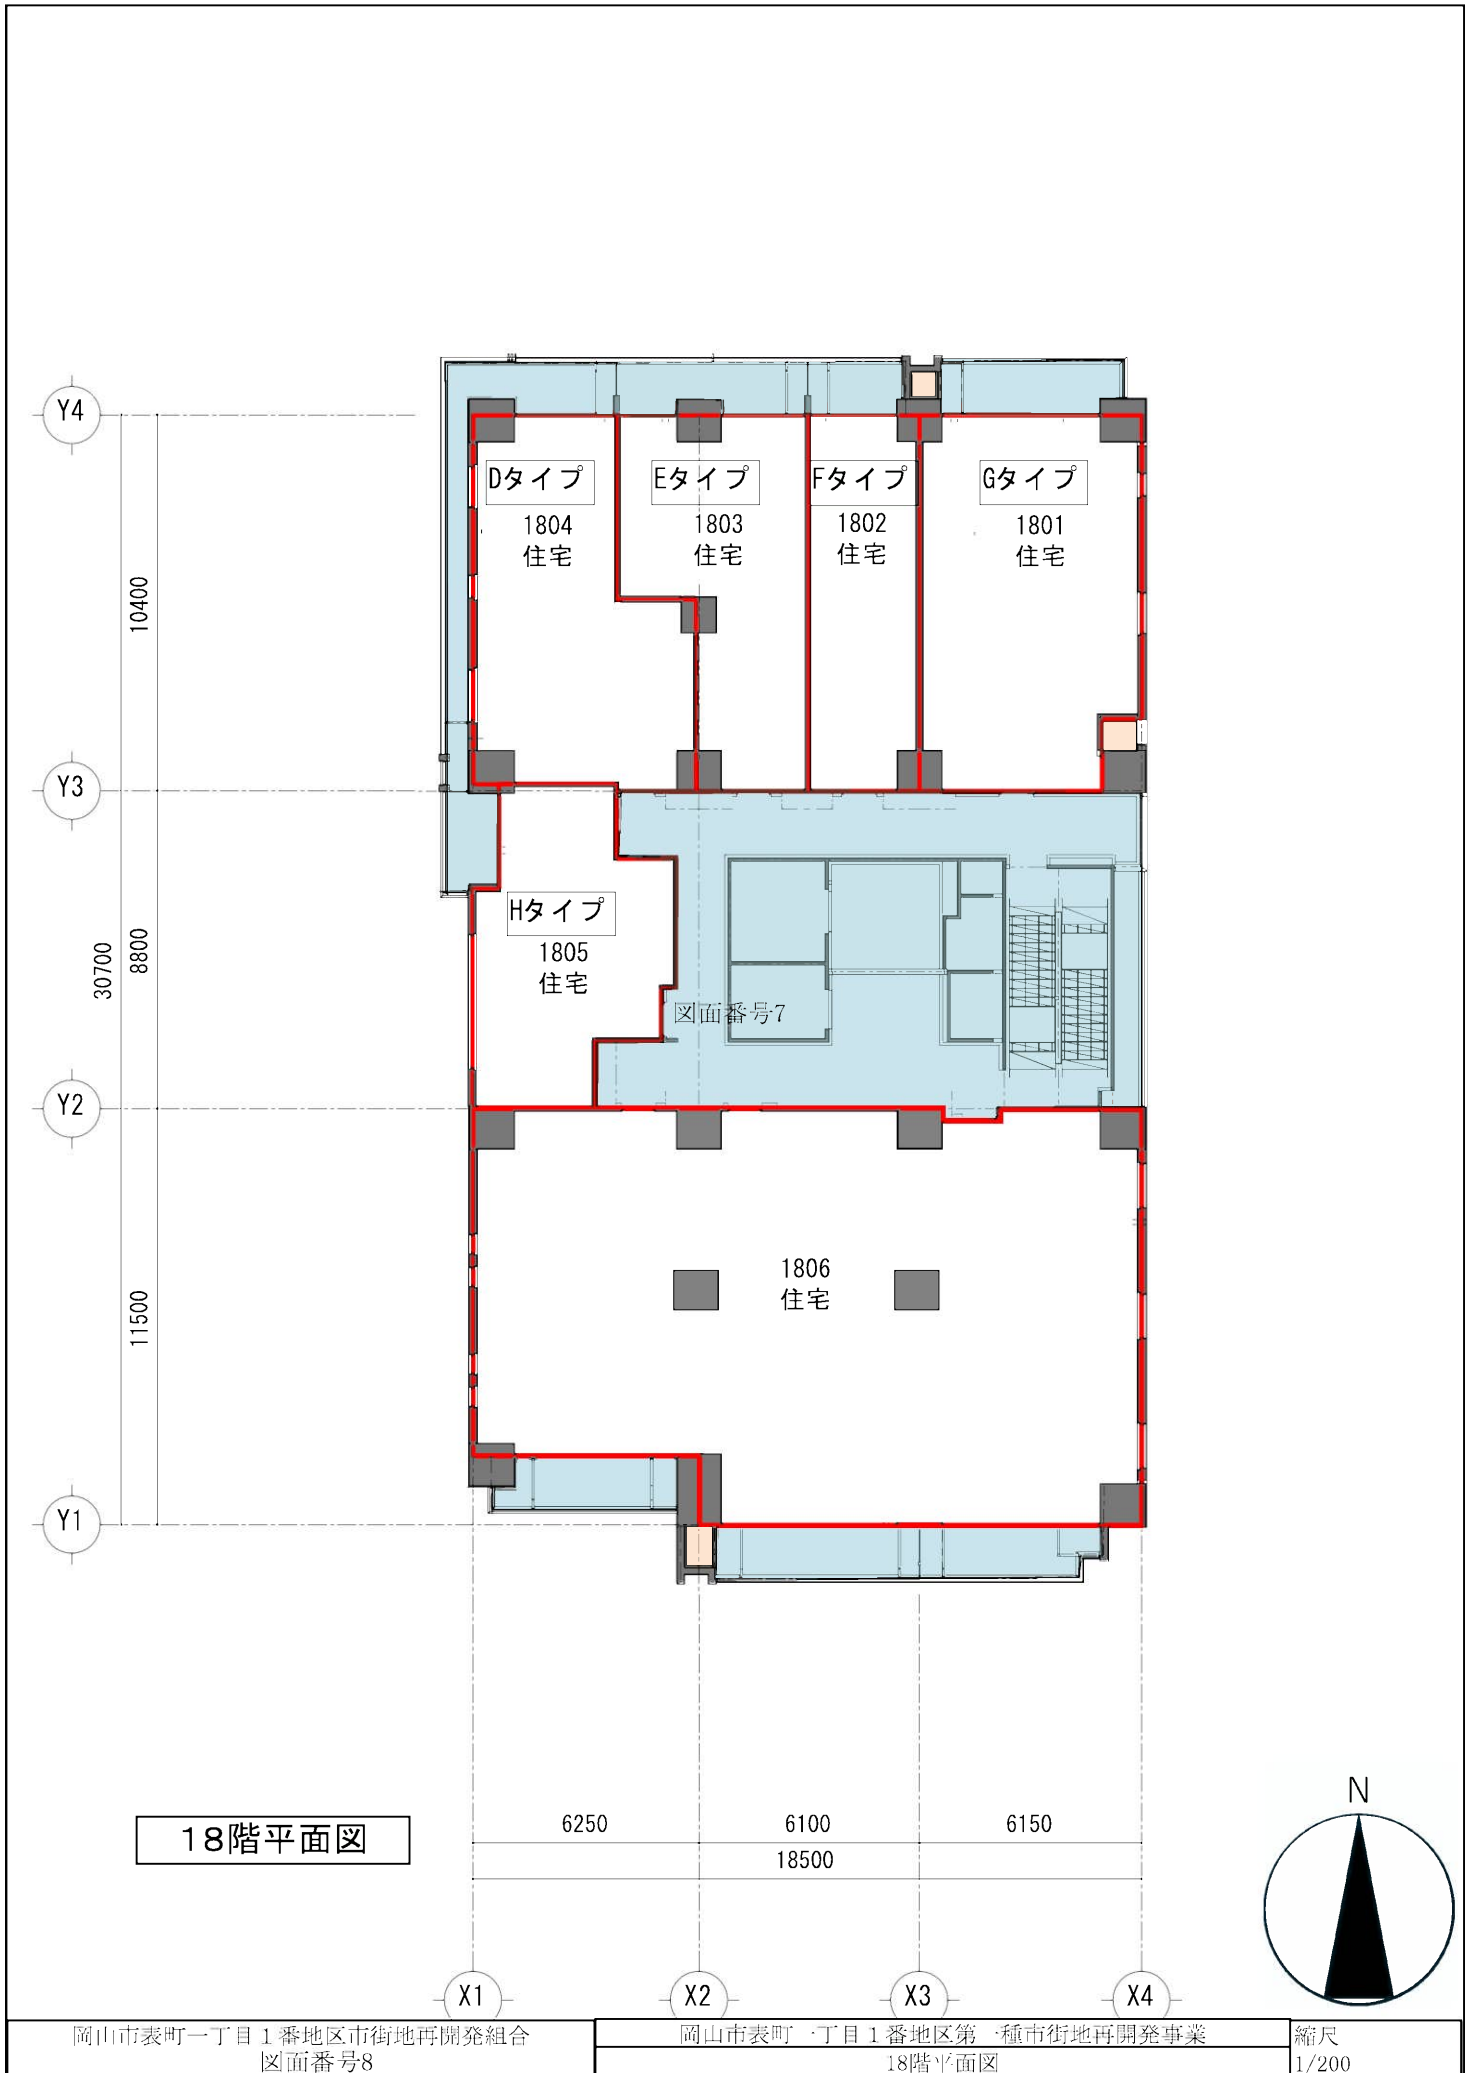 Y4
Dタイプ
1804
住宅
Eタイプ
1803
住宅
Fタイプ
1802
住宅
Gタイプ
1801
住宅
10400
Y3
Hタイプ
1805
住宅
30700
8800
図面番号7
Y2
1806
住宅
11500
Y1
N
18階平面図
6250
6100
6150
18500
X1
X2
X3
X4
岡山市表町一丁目1番地区市街地再開発組合
図面番号8
岡山市表町一丁目1番地区第一種市街地再開発事業
18階平面図
縮尺
1/200